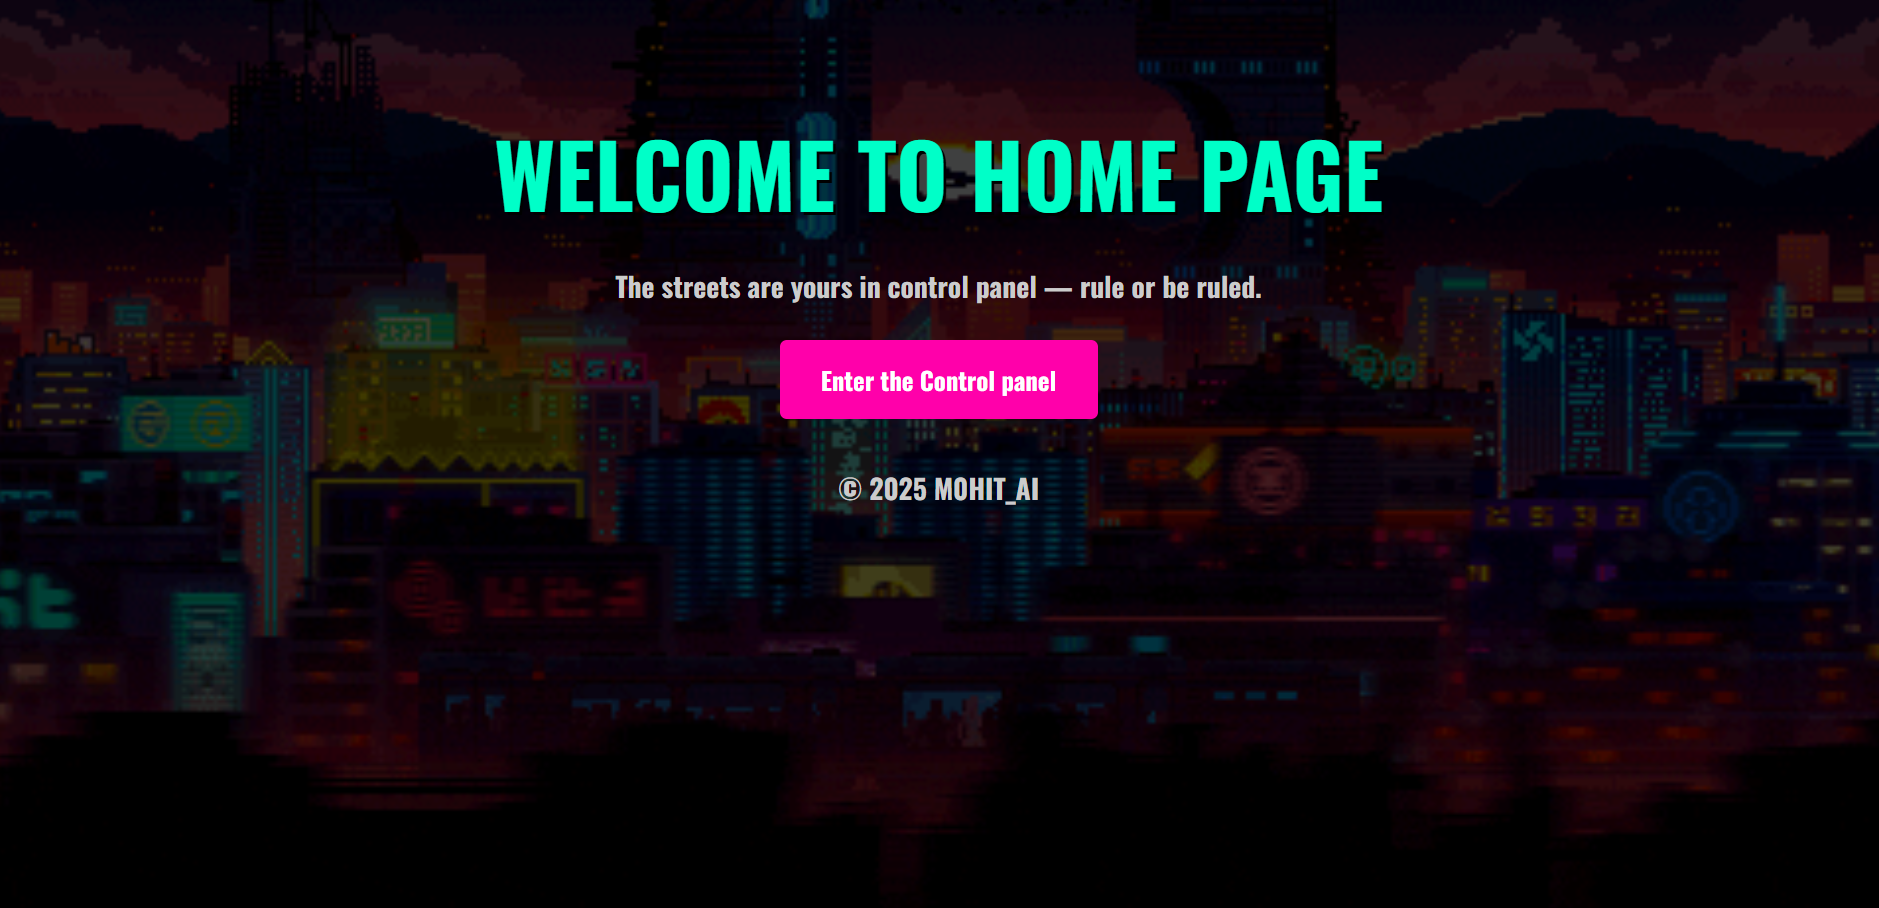 WELCOME TO HOME PAGE
The streets are yours in control panel — rule or be ruled.
Enter the Control panel
© 2025 MOHIT_AI